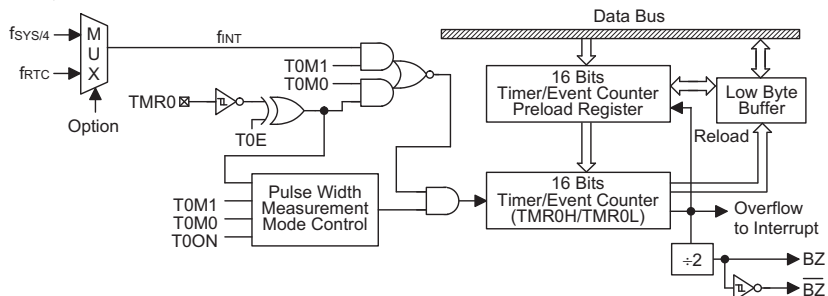 Data Bus
fSYS/4
fRTC
M
U
X
Option
fINT
T0M1
T0M0
TMR0
T0E
16 Bits
Timer/Event Counter
Preload Register
Low Byte
Buffer
Reload
T0M1
T0M0
T0ON
Pulse Width
Measurement
Mode Control
16 Bits
Timer/Event Counter
(TMR0H/TMR0L)
Overflow
to Interrupt
÷2
BZ
B̅Z̅